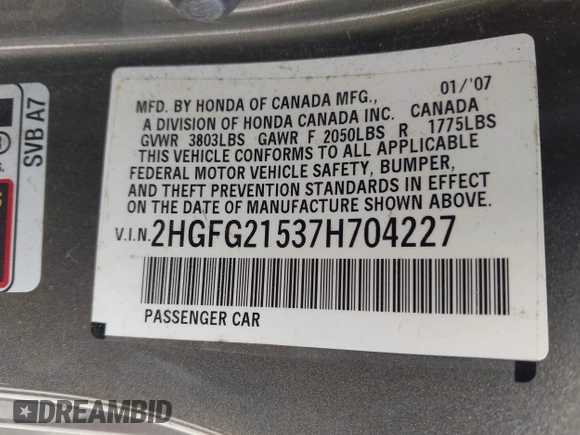 MFD. BY HONDA OF CANADA MFG., 01/'07
A DIVISION OF HONDA CANADA INC. CANADA
GVWR 3803LBS GAWR F 2050LBS R 1775LBS
THIS VEHICLE CONFORMS TO ALL APPLICABLE
FEDERAL MOTOR VEHICLE SAFETY, BUMPER,
AND THEFT PREVENTION STANDARDS IN EFFECT
ON THE DATE OF MANUFACTURE SHOWN ABOVE.
V.I.N.2HGFG21537H704227
PASSENGER CAR
SVB A7
DREAMBID